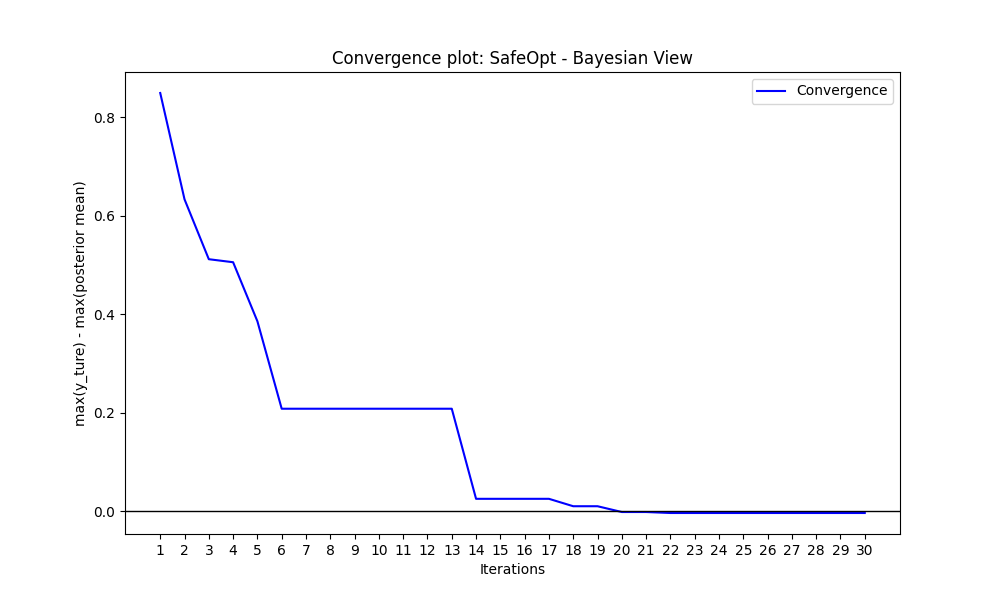 Convergence plot: SafeOpt - Bayesian View
Convergence
max(y_ture) - max(posterior mean)
0.8
0.6
0.4
0.2
0.0
1 2 3 4 5 6 7 8 9 10 11 12 13 14 15 16 17 18 19 20 21 22 23 24 25 26 27 28 29 30
Iterations